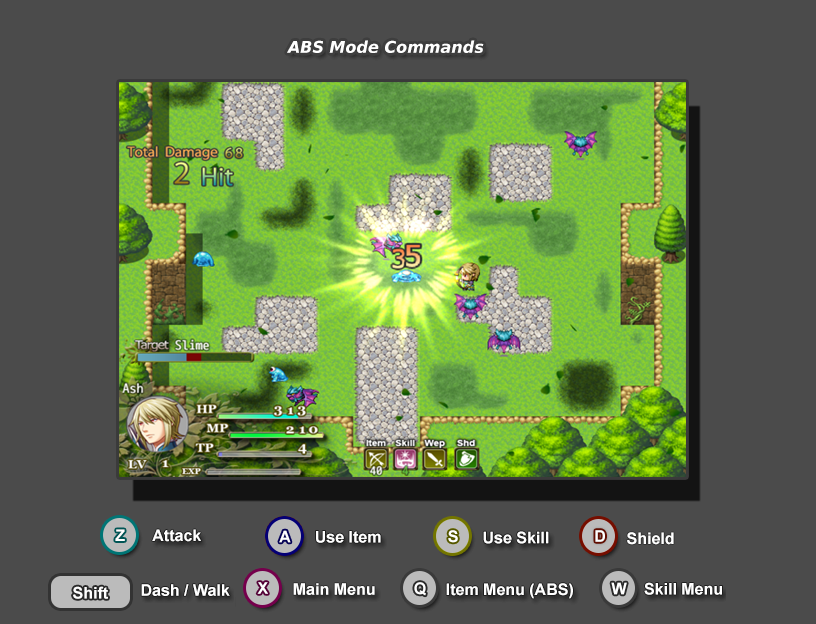 ABS Mode Commands
Total Damage 68
2 Hit
35
Target Slime
Ash
HP 313
MP 210
TP 4
LV 1 EXP
Item Skill Wep Shd
40
Z Attack A Use Item S Use Skill D Shield
Shift Dash / Walk X Main Menu Q Item Menu (ABS) W Skill Menu